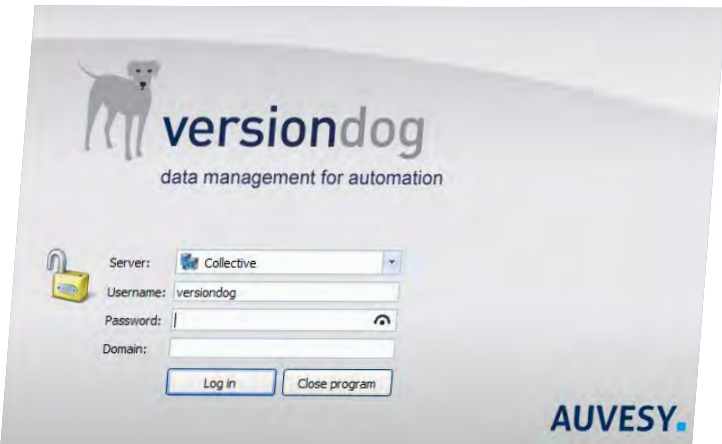 versiondog
data management for automation
Server: Collective
Username: versiondog
Password:
Domain:
Log in Close program
AUVESY.